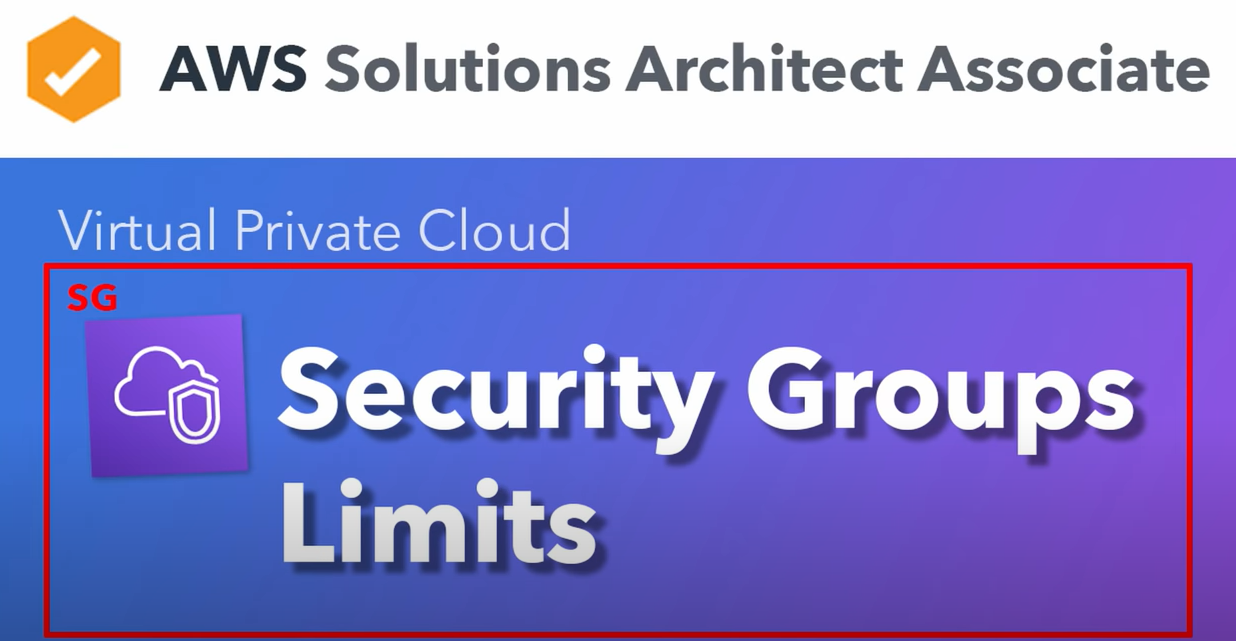 AWS Solutions Architect Associate
Virtual Private Cloud
SG
Security Groups
Limits